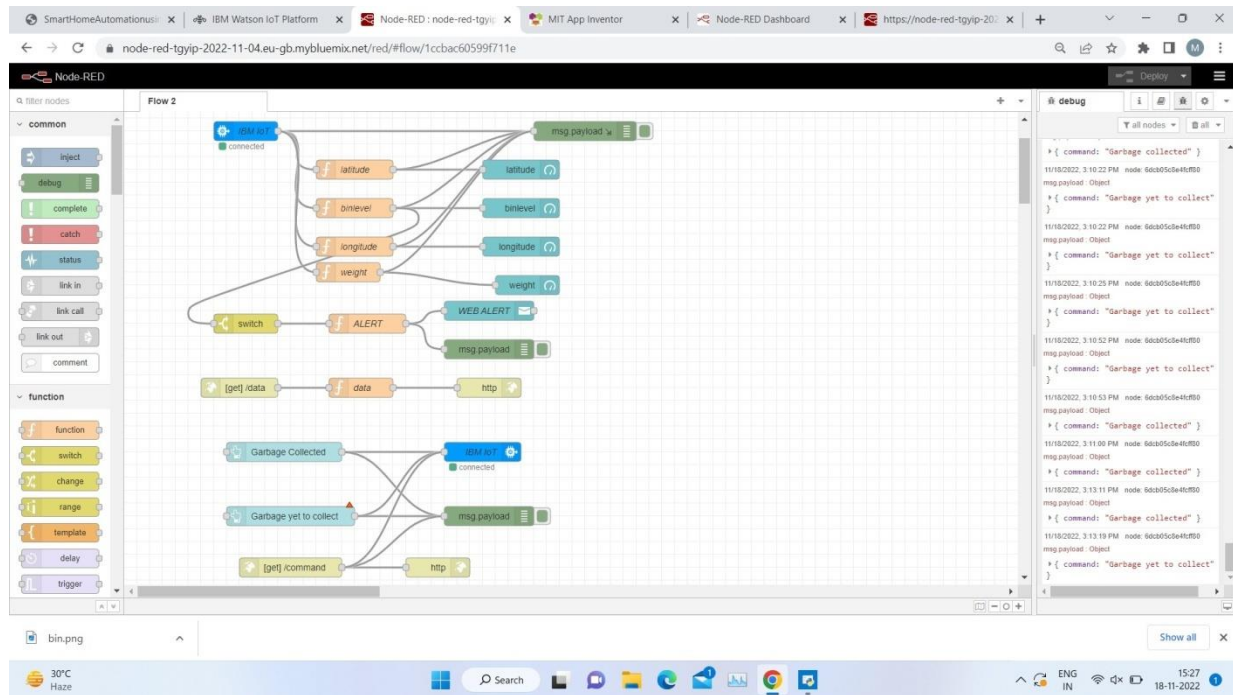 SmartHomeAutomationusi
IBM Watson IoT Platform
Node-RED : node-red-tgyip
MIT App Inventor
Node-RED Dashboard
https://node-red-tgyip-202
node-red-tgyip-2022-11-04.eu-gb.mybluemix.net/red/#flow/1ccbac60599f711e
M
Node-RED
Deploy
filter nodes
common
inject
debug
complete
catch
status
link in
link call
link out
comment
function
function
switch
change
range
template
delay
trigger
Flow 2
IBM IoT
connected
msg.payload
latitude
latitude
binlevel
binlevel
longitude
longitude
weight
weight
switch
ALERT
WEB ALERT
msg.payload
[get] /data
data
http
Garbage Collected
IBM IoT
connected
Garbage yet to collect
msg.payload
[get] /command
http
debug
all nodes
all
{ command: "Garbage collected" }
11/18/2022, 3:10:22 PM node: 6dcb05c8e4fcff80
msg.payload : Object
{ command: "Garbage yet to collect"
}
11/18/2022, 3:10:22 PM node: 6dcb05c8e4fcff80
msg.payload : Object
{ command: "Garbage yet to collect"
}
11/18/2022, 3:10:25 PM node: 6dcb05c8e4fcff80
msg.payload : Object
{ command: "Garbage yet to collect"
}
11/18/2022, 3:10:52 PM node: 6dcb05c8e4fcff80
msg.payload : Object
{ command: "Garbage yet to collect"
}
11/18/2022, 3:10:53 PM node: 6dcb05c8e4fcff80
msg.payload : Object
{ command: "Garbage collected" }
11/18/2022, 3:11:00 PM node: 6dcb05c8e4fcff80
msg.payload : Object
{ command: "Garbage collected" }
11/18/2022, 3:13:11 PM node: 6dcb05c8e4fcff80
msg.payload : Object
{ command: "Garbage collected" }
11/18/2022, 3:13:19 PM node: 6dcb05c8e4fcff80
msg.payload : Object
{ command: "Garbage yet to collect"
}
bin.png
Show all
30°C
Haze
Search
ENG
IN
15:27
18-11-2022
1